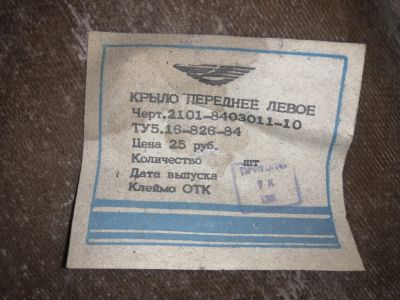 КРЫЛО ПЕРЕДНЕЕ ЛЕВОЕ
Черт.2101-8403011-10
ТУ5.16-826-84
Цена 25 руб.
Количество шт
Дата выпуска
Клеймо ОТК